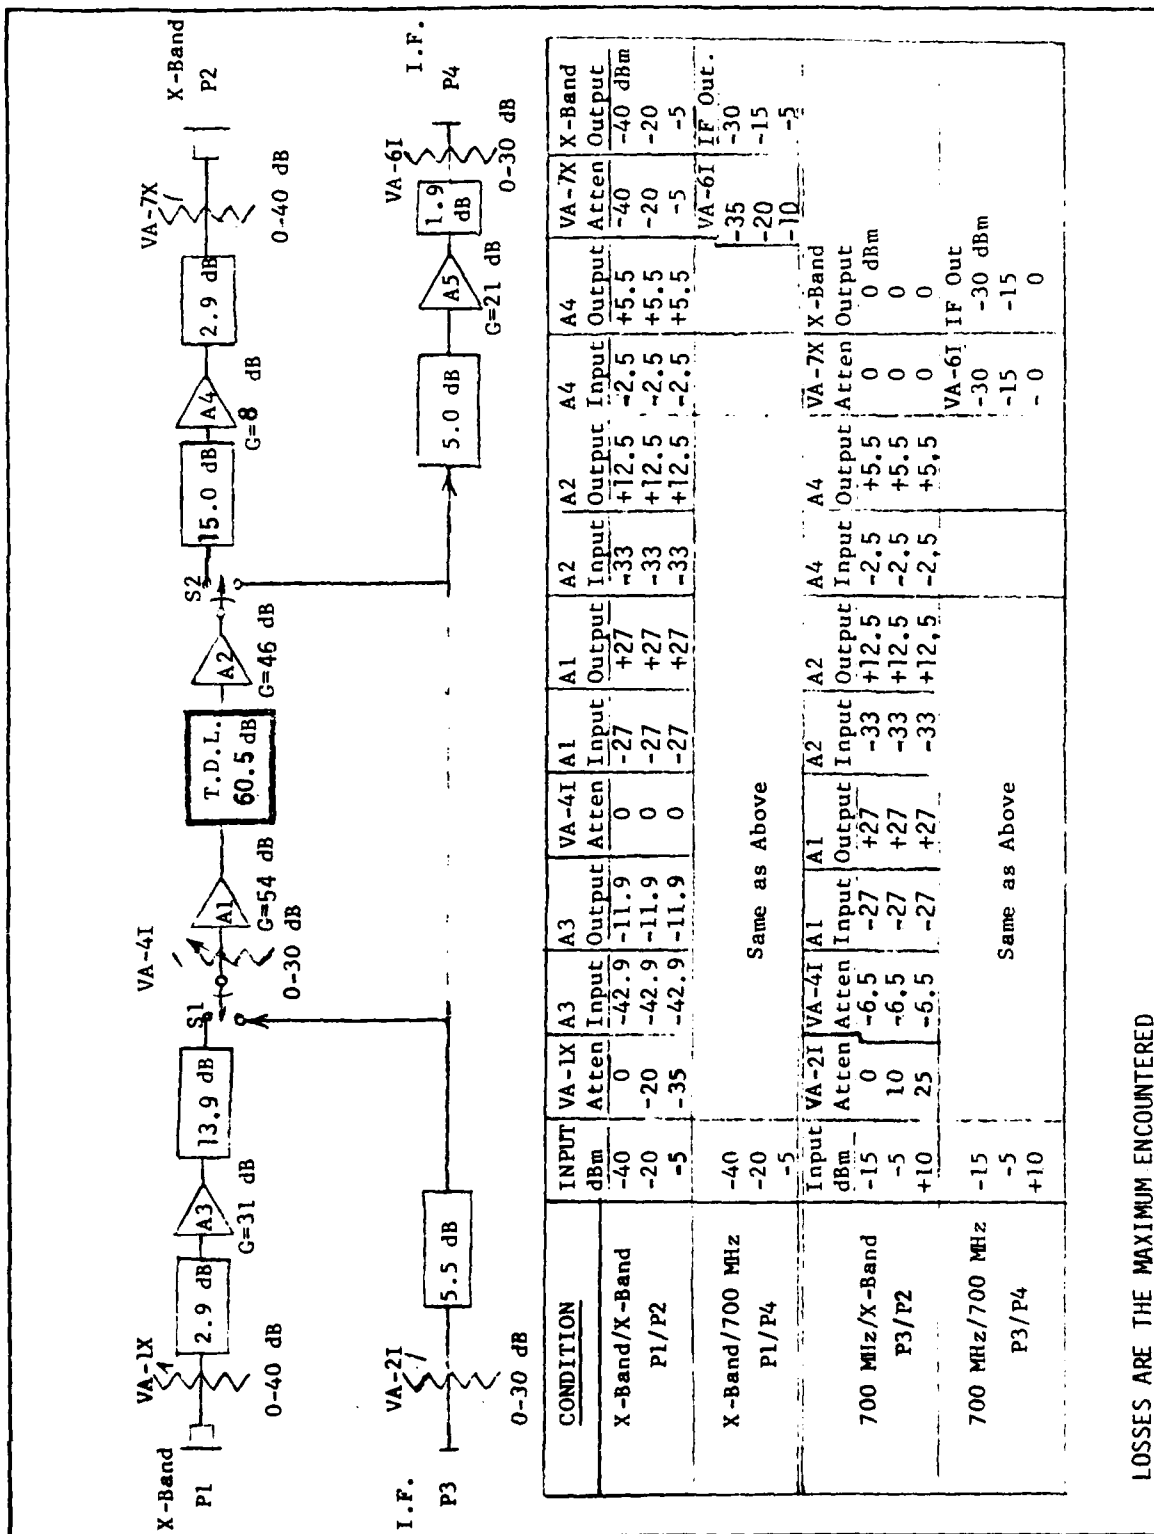 X-Band
P1
VA-1X
0-40 dB
2.9 dB
A3
G=31 dB
13.9 dB
S1
VA-4I
0-30 dB
A1
G=54 dB
T.D.L.
60.5 dB
A2
G=46 dB
S2
15.0 dB
A4
G=8 dB
2.9 dB
VA-7X
0-40 dB
X-Band
P2
I.F.
P3
VA-2I
0-30 dB
5.5 dB
5.0 dB
A5
G=21 dB
1.9 dB
VA-6I
0-30 dB
I.F.
P4
CONDITION INPUT VA-1X A3 A3 VA-4I A1 A1 A2 A2 A4 A4 VA-7X X-Band
dBm Atten Input Output Atten Input Output Input Output Input Output Atten Output
X-Band/X-Band -40 0 -42.9 -11.9 0 -27 +27 -33 +12.5 -2.5 +5.5 -40 -40 dBm
P1/P2 -20 -20 -42.9 -11.9 0 -27 +27 -33 +12.5 -2.5 +5.5 -20 -20
-5 -35 -42.9 -11.9 0 -27 +27 -33 +12.5 -2.5 +5.5 -5 -5
VA-6I IF Out.
X-Band/700 MHz -40 -35 -30
P1/P4 -20 Same as Above -20 -15
-5 -10 -5
Input VA-2I VA-4I A1 A1 A2 A2 A4 A4 VA-7X X-Band
dBm Atten Atten Input Output Input Output Input Output Atten Output
700 MHz/X-Band -15 0 -6.5 -27 +27 -33 +12.5 -2.5 +5.5 0 0 dBm
P3/P2 -5 10 -6.5 -27 +27 -33 +12.5 -2.5 +5.5 0 0
+10 25 -6.5 -27 +27 -33 +12.5 -2.5 +5.5 0 0
VA-6I IF Out
700 MHz/700 MHz -15 -30 -30 dBm
P3/P4 -5 Same as Above -15 -15
+10 - 0 0
LOSSES ARE THE MAXIMUM ENCOUNTERED